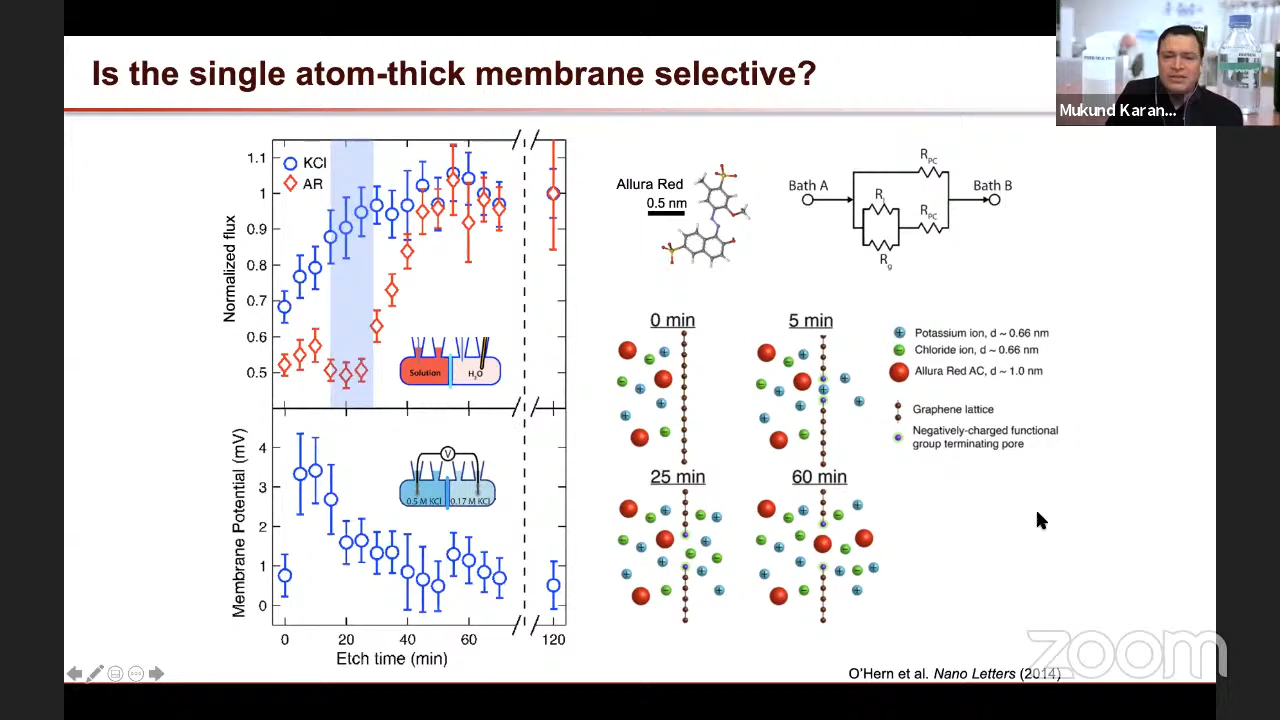 Is the single atom-thick membrane selective?
Mukund Karan...
1.1
1
0.9
0.8
0.7
0.6
0.5
Normalized flux
KCl
AR
Solution
H2O
4
3
2
1
0
Membrane Potential (mV)
V
0.5 M KCl
0.17 M KCl
0
20
40
60
120
Etch time (min)
Allura Red
0.5 nm
Bath A
Bath B
RPC
RPC
Rg
0 min
5 min
25 min
60 min
Potassium ion, d ~ 0.66 nm
Chloride ion, d ~ 0.66 nm
Allura Red AC, d ~ 1.0 nm
Graphene lattice
Negatively-charged functional
group terminating pore
O'Hern et al. Nano Letters (2014)
zoom